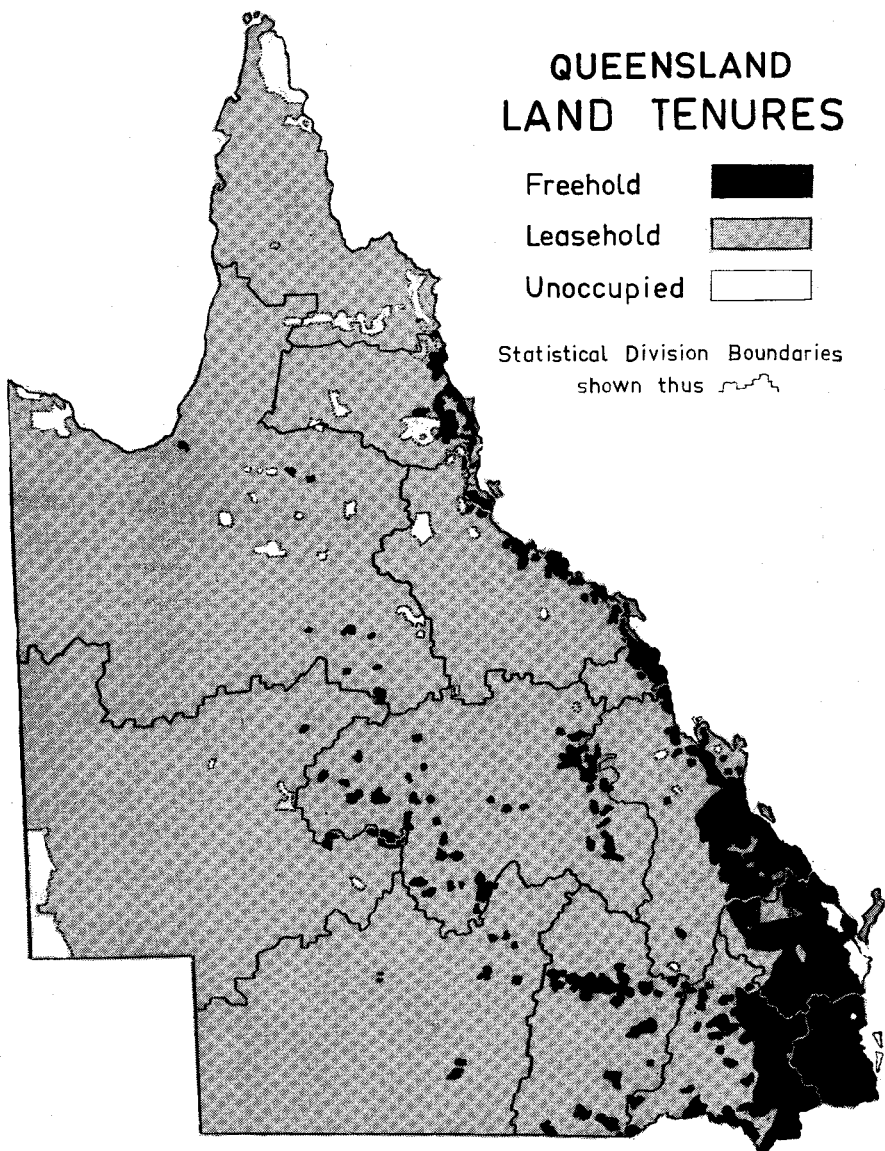 QUEENSLAND
LAND TENURES
Freehold
Leasehold
Unoccupied
Statistical Division Boundaries
shown thus